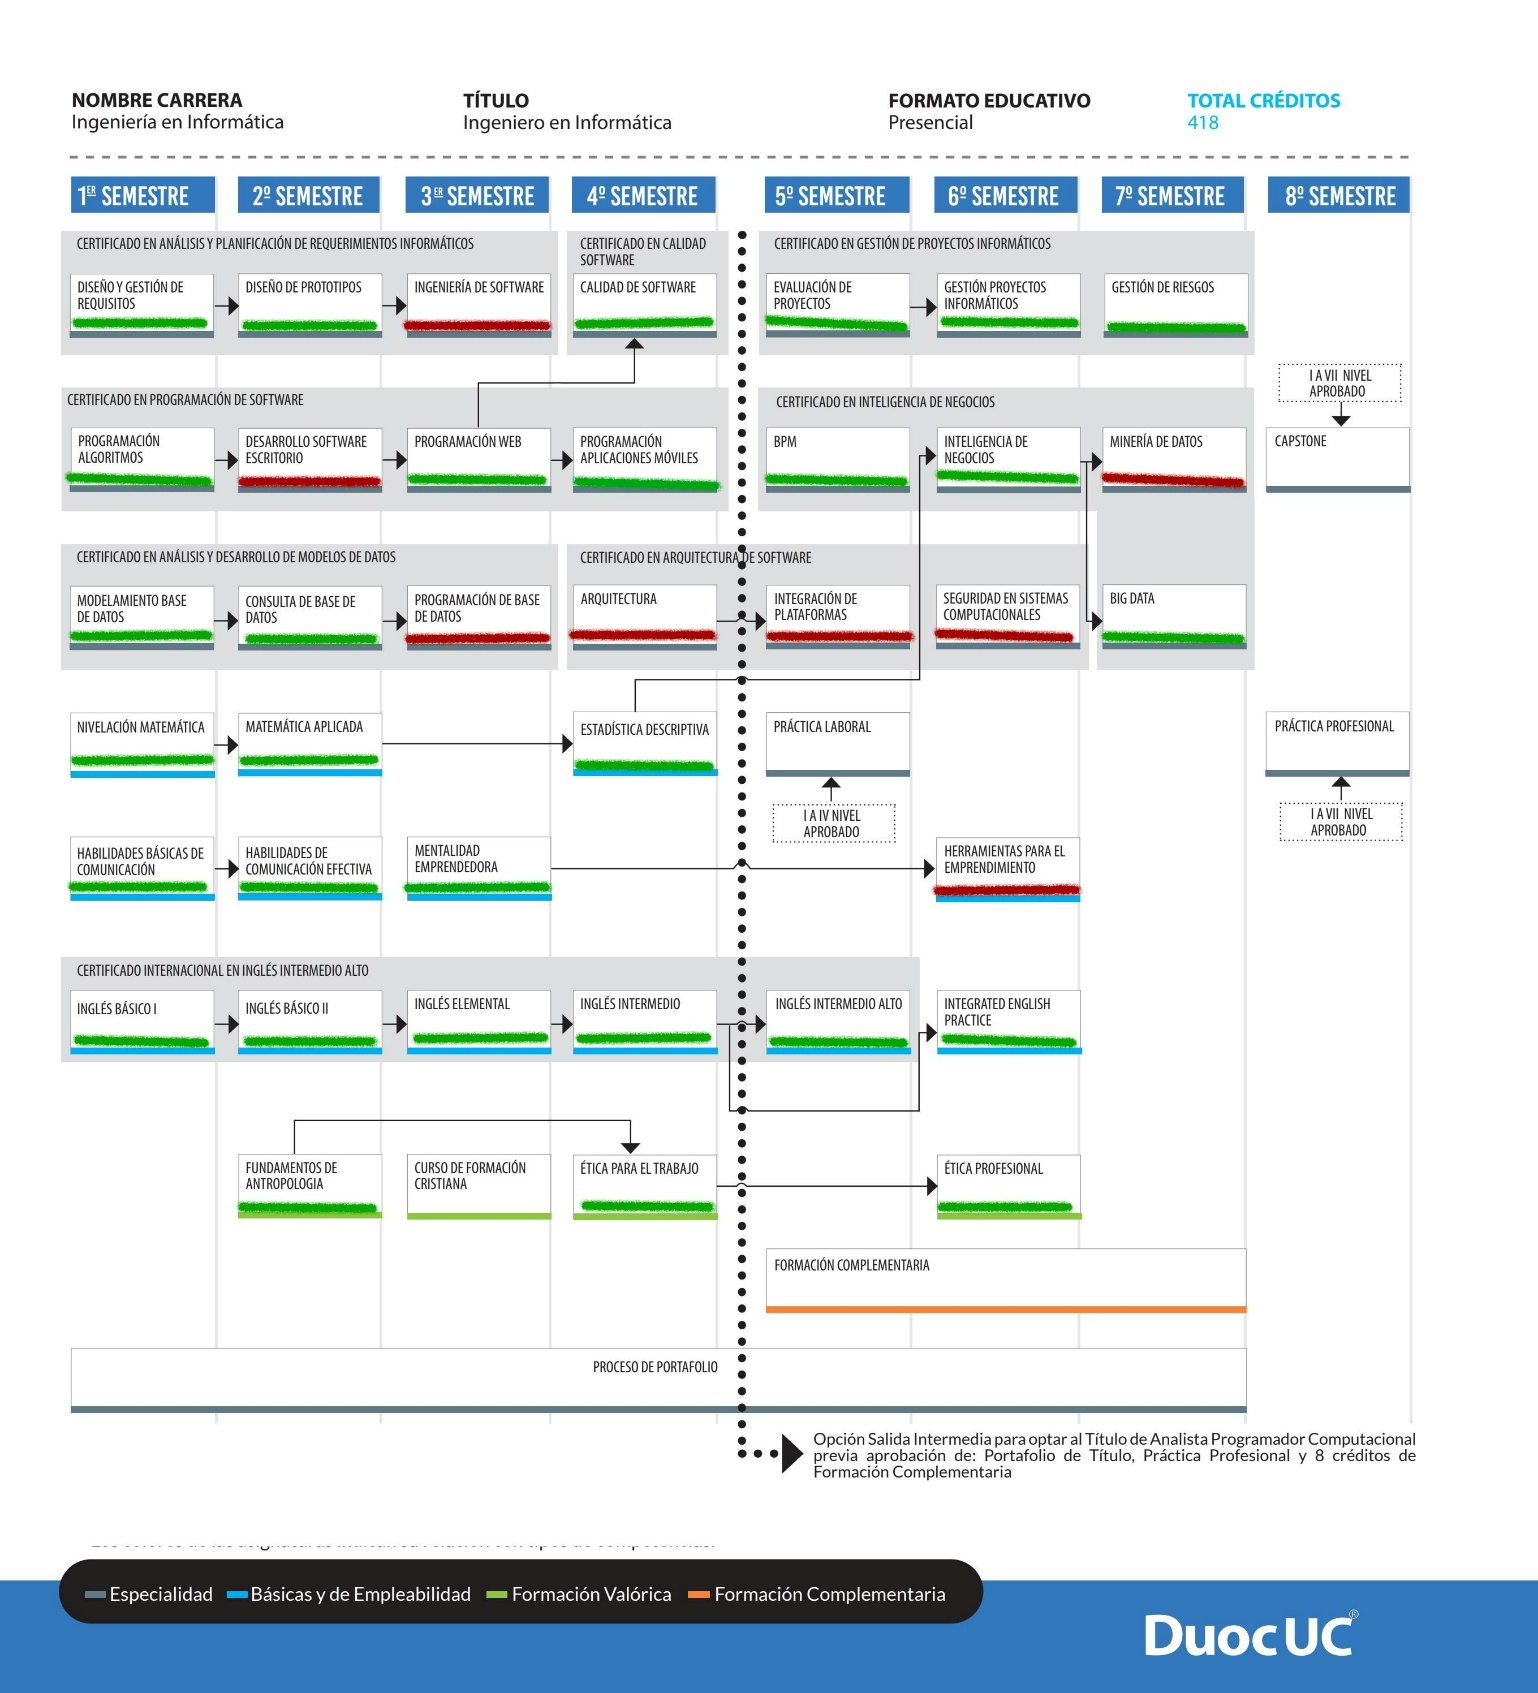 NOMBRE CARRERA
Ingeniería en Informática
TÍTULO
Ingeniero en Informática
FORMATO EDUCATIVO
Presencial
TOTAL CRÉDITOS
418
1ER SEMESTRE
2º SEMESTRE
3ER SEMESTRE
4º SEMESTRE
5º SEMESTRE
6º SEMESTRE
7º SEMESTRE
8º SEMESTRE
CERTIFICADO EN ANÁLISIS Y PLANIFICACIÓN DE REQUERIMIENTOS INFORMÁTICOS
CERTIFICADO EN CALIDAD
SOFTWARE
CERTIFICADO EN GESTIÓN DE PROYECTOS INFORMÁTICOS
DISEÑO Y GESTIÓN DE
REQUISITOS
DISEÑO DE PROTOTIPOS
INGENIERÍA DE SOFTWARE
CALIDAD DE SOFTWARE
EVALUACIÓN DE
PROYECTOS
GESTIÓN PROYECTOS
INFORMÁTICOS
GESTIÓN DE RIESGOS
I A VII NIVEL
APROBADO
CERTIFICADO EN PROGRAMACIÓN DE SOFTWARE
CERTIFICADO EN INTELIGENCIA DE NEGOCIOS
PROGRAMACIÓN
ALGORITMOS
DESARROLLO SOFTWARE
ESCRITORIO
PROGRAMACIÓN WEB
PROGRAMACIÓN
APLICACIONES MÓVILES
BPM
INTELIGENCIA DE
NEGOCIOS
MINERÍA DE DATOS
CAPSTONE
CERTIFICADO EN ANÁLISIS Y DESARROLLO DE MODELOS DE DATOS
CERTIFICADO EN ARQUITECTURA DE SOFTWARE
MODELAMIENTO BASE
DE DATOS
CONSULTA DE BASE DE
DATOS
PROGRAMACIÓN DE BASE
DE DATOS
ARQUITECTURA
INTEGRACIÓN DE
PLATAFORMAS
SEGURIDAD EN SISTEMAS
COMPUTACIONALES
BIG DATA
NIVELACIÓN MATEMÁTICA
MATEMÁTICA APLICADA
ESTADÍSTICA DESCRIPTIVA
PRÁCTICA LABORAL
PRÁCTICA PROFESIONAL
I A IV NIVEL
APROBADO
I A VII NIVEL
APROBADO
HABILIDADES BÁSICAS DE
COMUNICACIÓN
HABILIDADES DE
COMUNICACIÓN EFECTIVA
MENTALIDAD
EMPRENDEDORA
HERRAMIENTAS PARA EL
EMPRENDIMIENTO
CERTIFICADO INTERNACIONAL EN INGLÉS INTERMEDIO ALTO
INGLÉS BÁSICO I
INGLÉS BÁSICO II
INGLÉS ELEMENTAL
INGLÉS INTERMEDIO
INGLÉS INTERMEDIO ALTO
INTEGRATED ENGLISH
PRACTICE
FUNDAMENTOS DE
ANTROPOLOGIA
CURSO DE FORMACIÓN
CRISTIANA
ÉTICA PARA EL TRABAJO
ÉTICA PROFESIONAL
FORMACIÓN COMPLEMENTARIA
PROCESO DE PORTAFOLIO
Opción Salida Intermedia para optar al Título de Analista Programador Computacional
previa aprobación de: Portafolio de Título, Práctica Profesional y 8 créditos de
Formación Complementaria
Especialidad
Básicas y de Empleabilidad
Formación Valórica
Formación Complementaria
Duoc UC®